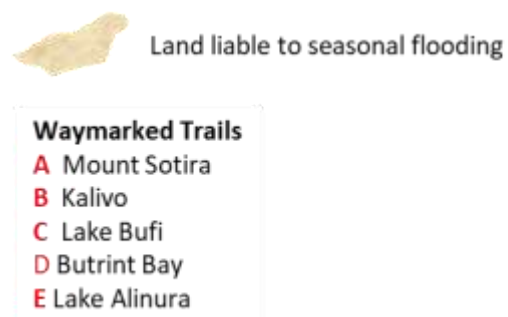 Land liable to seasonal flooding
Waymarked Trails
A Mount Sotira
B Kalivo
C Lake Bufi
D Butrint Bay
E Lake Alinura